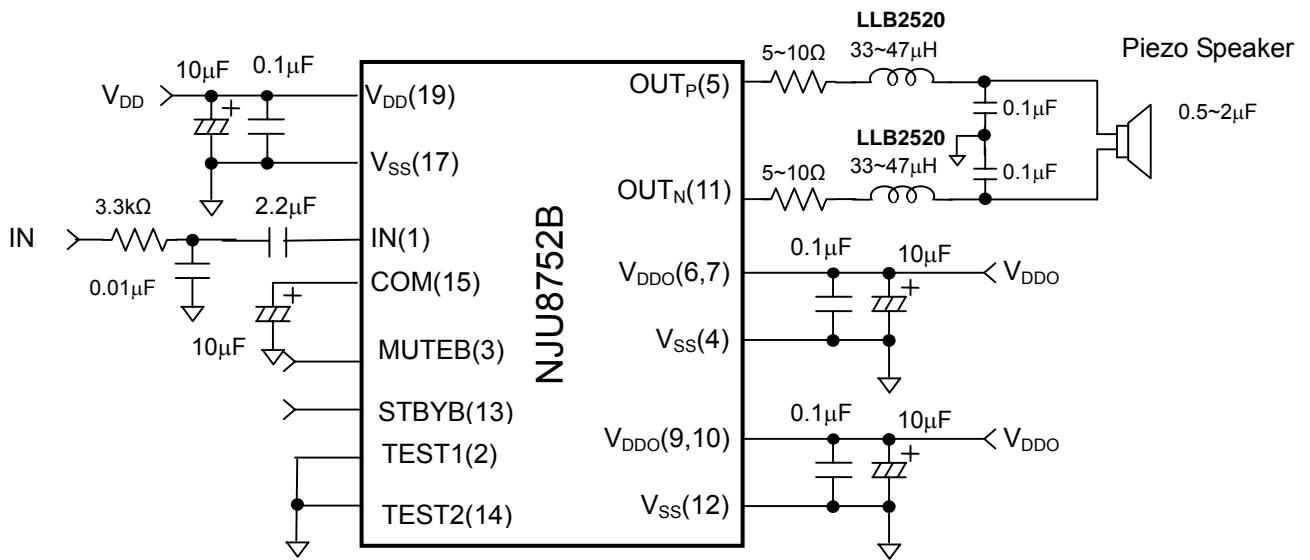 LLB2520
5~10Ω
33~47μH
Piezo Speaker
10μF
0.1μF
V_DD
V_DD(19)
OUT_P(5)
0.1μF
0.5~2μF
LLB2520
33~47μH
V_SS(17)
5~10Ω
0.1μF
OUT_N(11)
3.3kΩ
2.2μF
IN
IN(1)
0.01μF
0.1μF
10μF
V_DDO(6,7)
V_DDO
COM(15)
NJU8752B
10μF
MUTEB(3)
V_SS(4)
STBYB(13)
0.1μF
10μF
V_DDO(9,10)
V_DDO
TEST1(2)
TEST2(14)
V_SS(12)